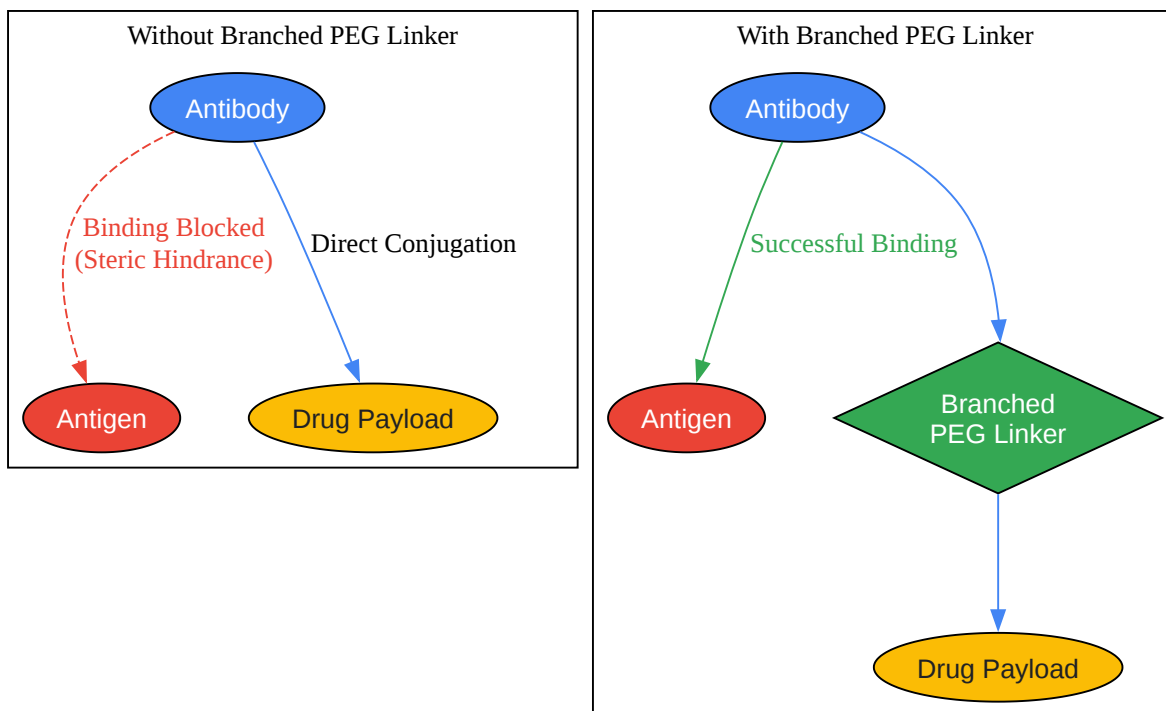 Without Branched PEG Linker
Antibody
Binding Blocked
(Steric Hindrance)
Direct Conjugation
Antigen
Drug Payload
With Branched PEG Linker
Antibody
Successful Binding
Antigen
Branched
PEG Linker
Drug Payload